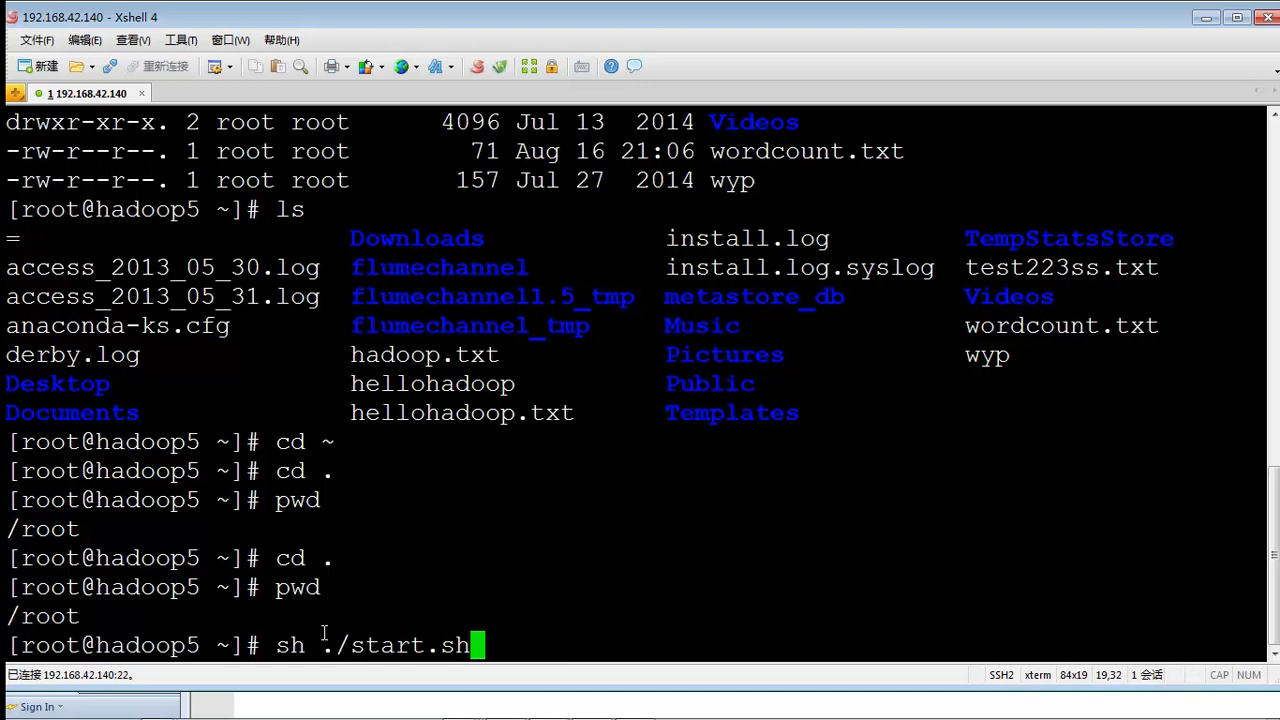 192.168.42.140 - Xshell 4
文件(F) 编辑(E) 查看(V) 工具(T) 窗口(W) 帮助(H)
新建 重新连接
1 192.168.42.140
drwxr-xr-x. 2 root root 4096 Jul 13 2014 Videos
-rw-r--r--. 1 root root 71 Aug 16 21:06 wordcount.txt
-rw-r--r--. 1 root root 157 Jul 27 2014 wyp
[root@hadoop5 ~]# ls
= Downloads install.log TempStatsStore
access_2013_05_30.log flumechannel install.log.syslog test223ss.txt
access_2013_05_31.log flumechannel1.5_tmp metastore_db Videos
anaconda-ks.cfg flumechannel_tmp Music wordcount.txt
derby.log hadoop.txt Pictures wyp
Desktop hellohadoop Public
Documents hellohadoop.txt Templates
[root@hadoop5 ~]# cd ~
[root@hadoop5 ~]# cd .
[root@hadoop5 ~]# pwd
/root
[root@hadoop5 ~]# cd .
[root@hadoop5 ~]# pwd
/root
[root@hadoop5 ~]# sh ./start.sh
已连接 192.168.42.140:22。 SSH2 xterm 84x19 19,32 1 会话 CAP NUM
Sign In